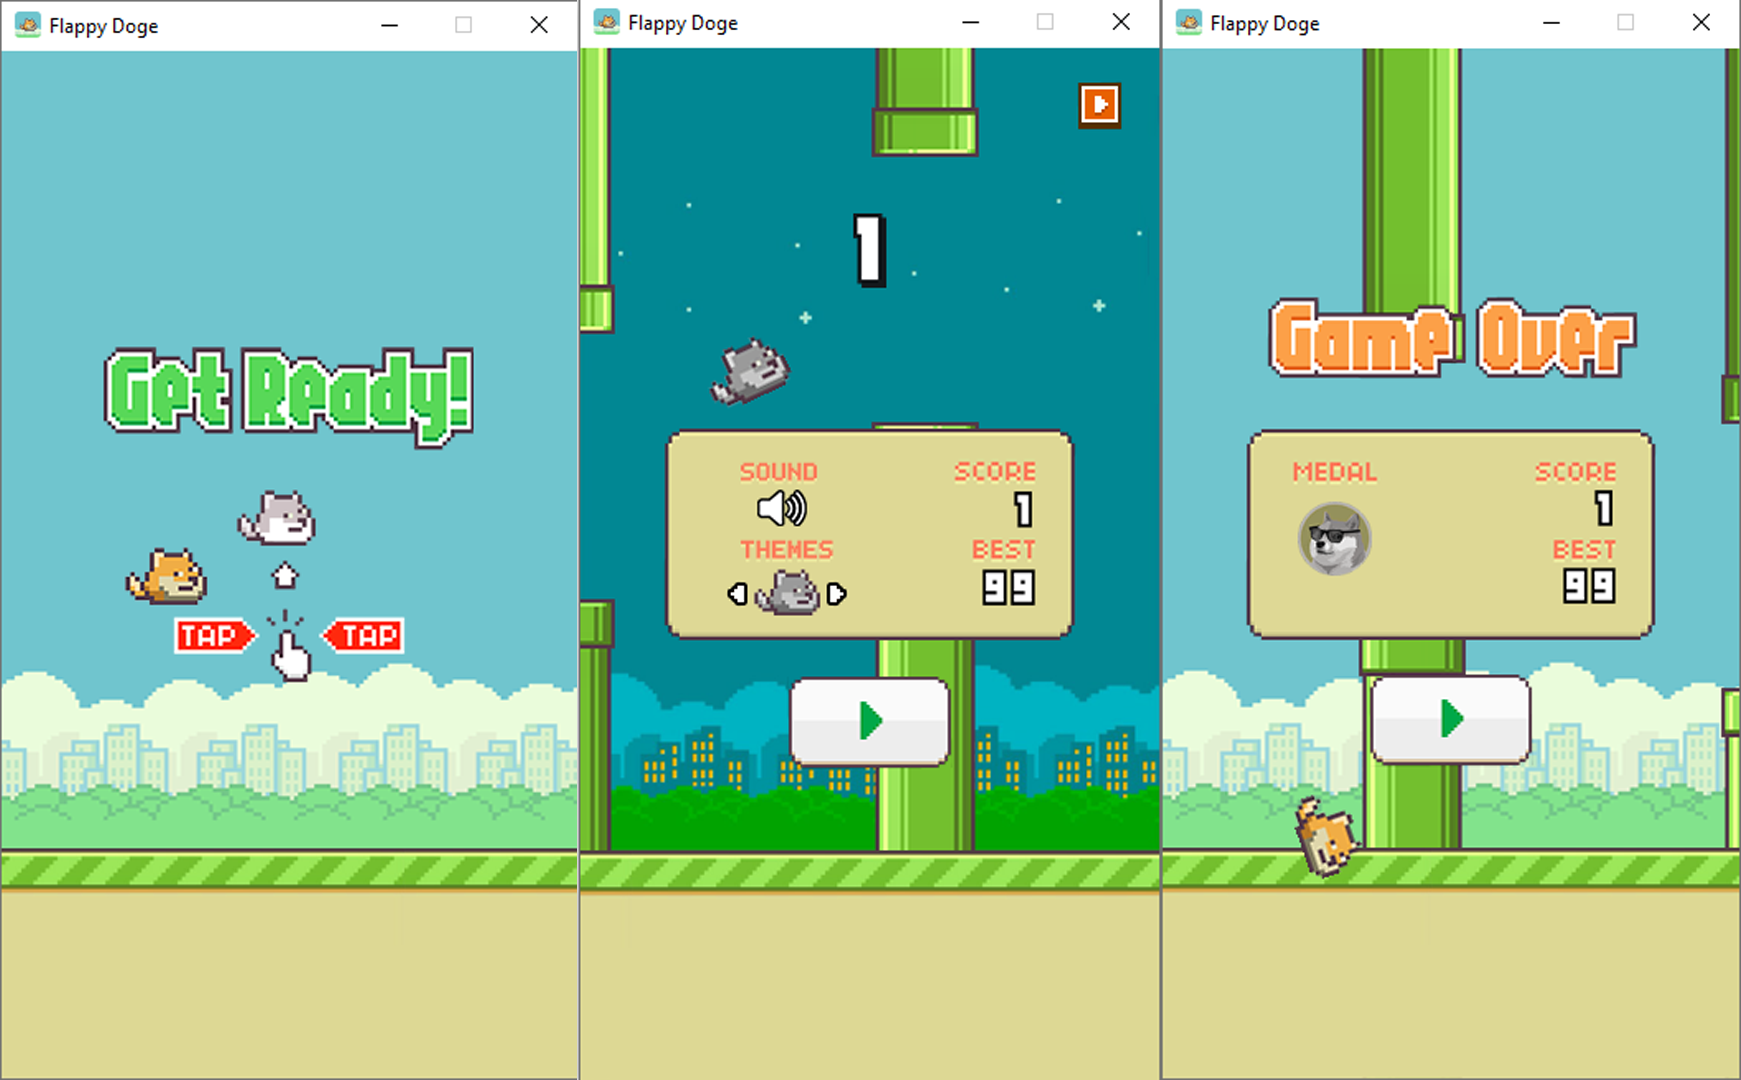 Flappy Doge
Get Ready!
TAP TAP
Flappy Doge
1
SOUND SCORE
1
THEMES BEST
99
Flappy Doge
Game Over
MEDAL SCORE
1
BEST
99